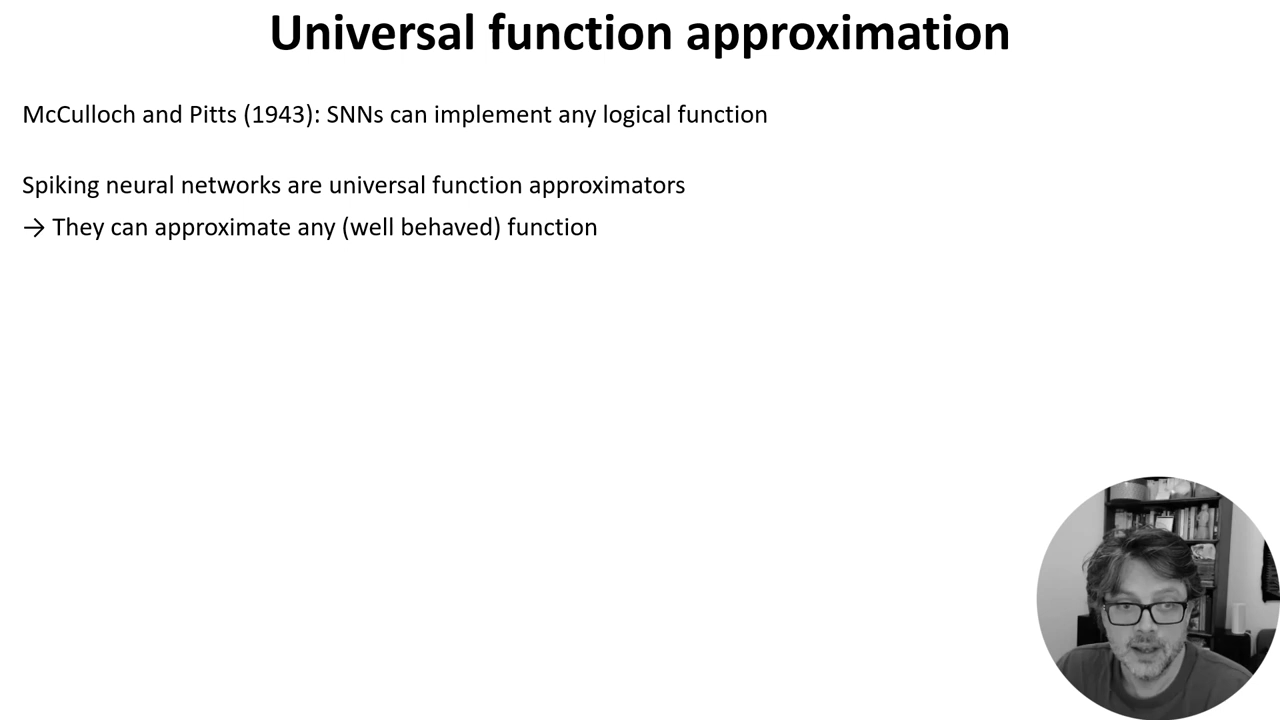 Universal function approximation
McCulloch and Pitts (1943): SNNs can implement any logical function
Spiking neural networks are universal function approximators
→ They can approximate any (well behaved) function